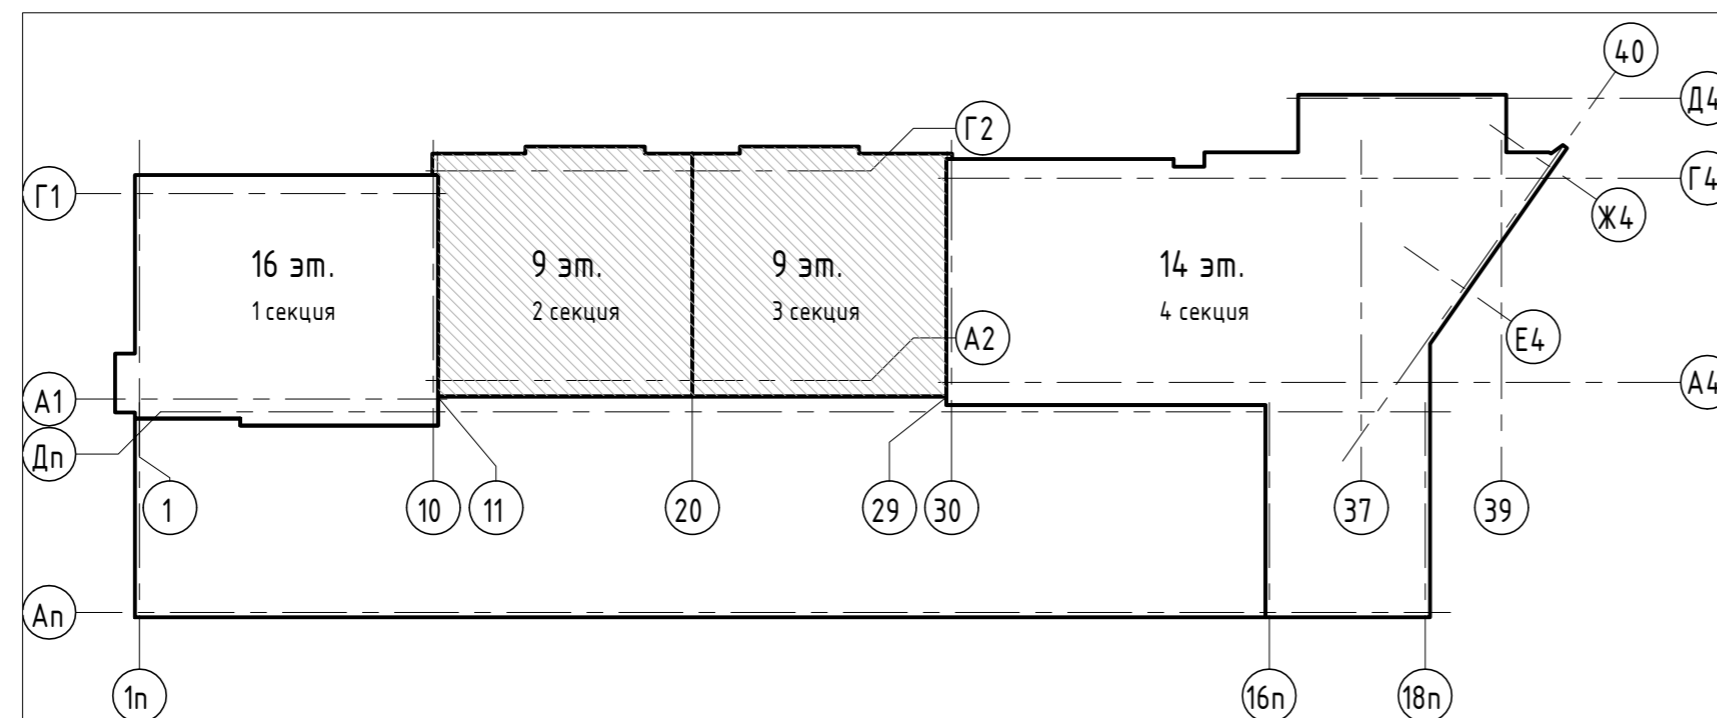 40
Д4
Г2
Г1
Г4
Ж4
16 эт.
9 эт.
9 эт.
14 эт.
1 секция
2 секция
3 секция
4 секция
А2
Е4
А4
А1
Дп
1
10
11
20
29
30
37
39
Ап
1п
16п
18п